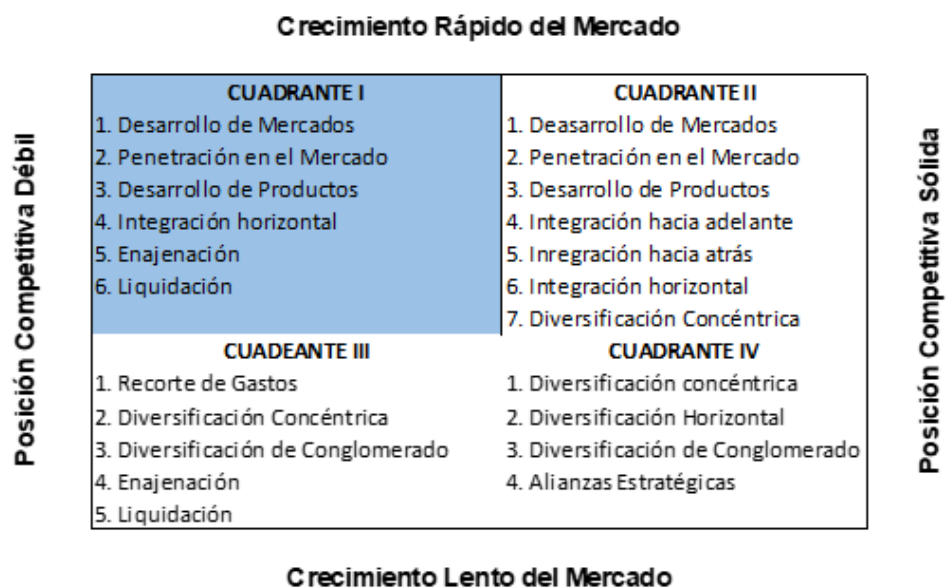 Crecimiento Rápido del Mercado
Posición Competitiva Débil
CUADRANTE I
1. Desarrollo de Mercados
2. Penetración en el Mercado
3. Desarrollo de Productos
4. Integración horizontal
5. Enajenación
6. Liquidación
CUADRANTE II
1. Deasarrollo de Mercados
2. Penetración en el Mercado
3. Desarrollo de Productos
4. Integración hacia adelante
5. Inregración hacia atrás
6. Integración horizontal
7. Diversificación Concéntrica
CUADEANTE III
1. Recorte de Gastos
2. Diversificación Concéntrica
3. Diversificación de Conglomerado
4. Enajenación
5. Liquidación
CUADRANTE IV
1. Diversificación concéntrica
2. Diversificación Horizontal
3. Diversificación de Conglomerado
4. Alianzas Estratégicas
Posición Competitiva Sólida
Crecimiento Lento del Mercado